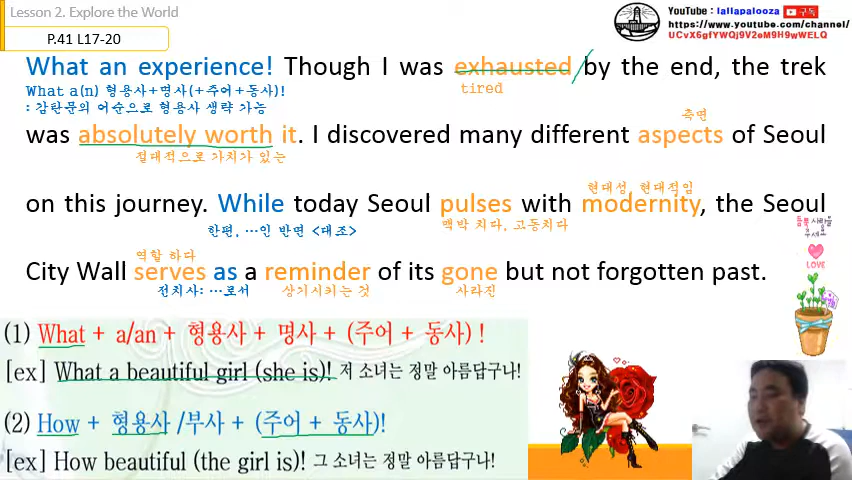 Lesson 2. Explore the World
P.41 L17-20
YouTube : lallapalooza 구독
https://www.youtube.com/channel/
UCvX6gfYWQj9V2eM9H9wWELQ
What an experience! Though I was exhausted by the end, the trek
What a(n) 형용사+명사(+주어+동사)!
tired
: 감탄문의 어순으로 형용사 생략 가능
측면
was absolutely worth it. I discovered many different aspects of Seoul
절대적으로 가치가 있는
현대성, 현대적임
on this journey. While today Seoul pulses with modernity, the Seoul
한편, …인 반면 <대조>
맥박 치다, 고동치다
역할 하다
City Wall serves as a reminder of its gone but not forgotten past.
전치사: …로서
상기시키는 것
사라진
LOVE
(1) What + a/an + 형용사 + 명사 + (주어 + 동사) !
[ex] What a beautiful girl (she is)! 저 소녀는 정말 아름답구나!
(2) How + 형용사 /부사 + (주어 + 동사)!
[ex] How beautiful (the girl is)! 그 소녀는 정말 아름답구나!